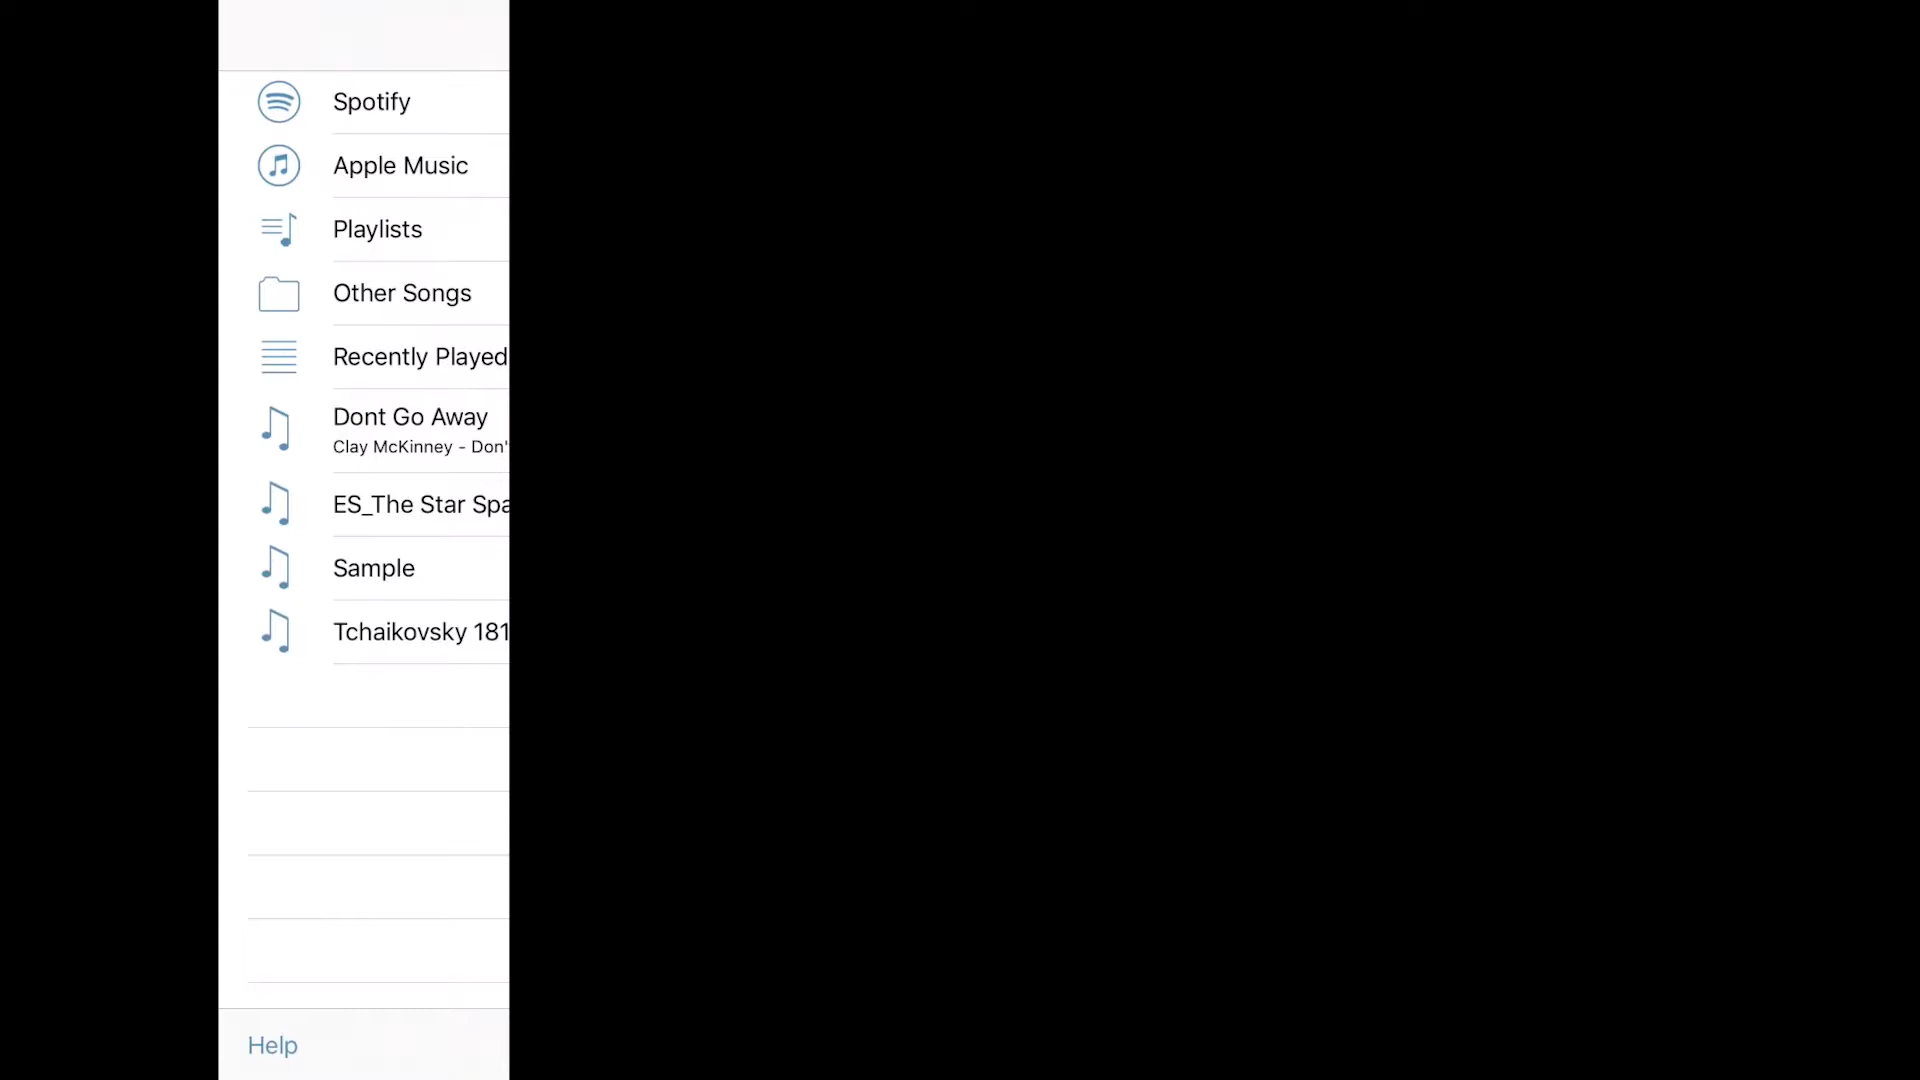 Spotify
Apple Music
Playlists
Other Songs
Recently Played
Dont Go Away
Clay McKinney - Don'
ES_The Star Spa
Sample
Tchaikovsky 181
Help